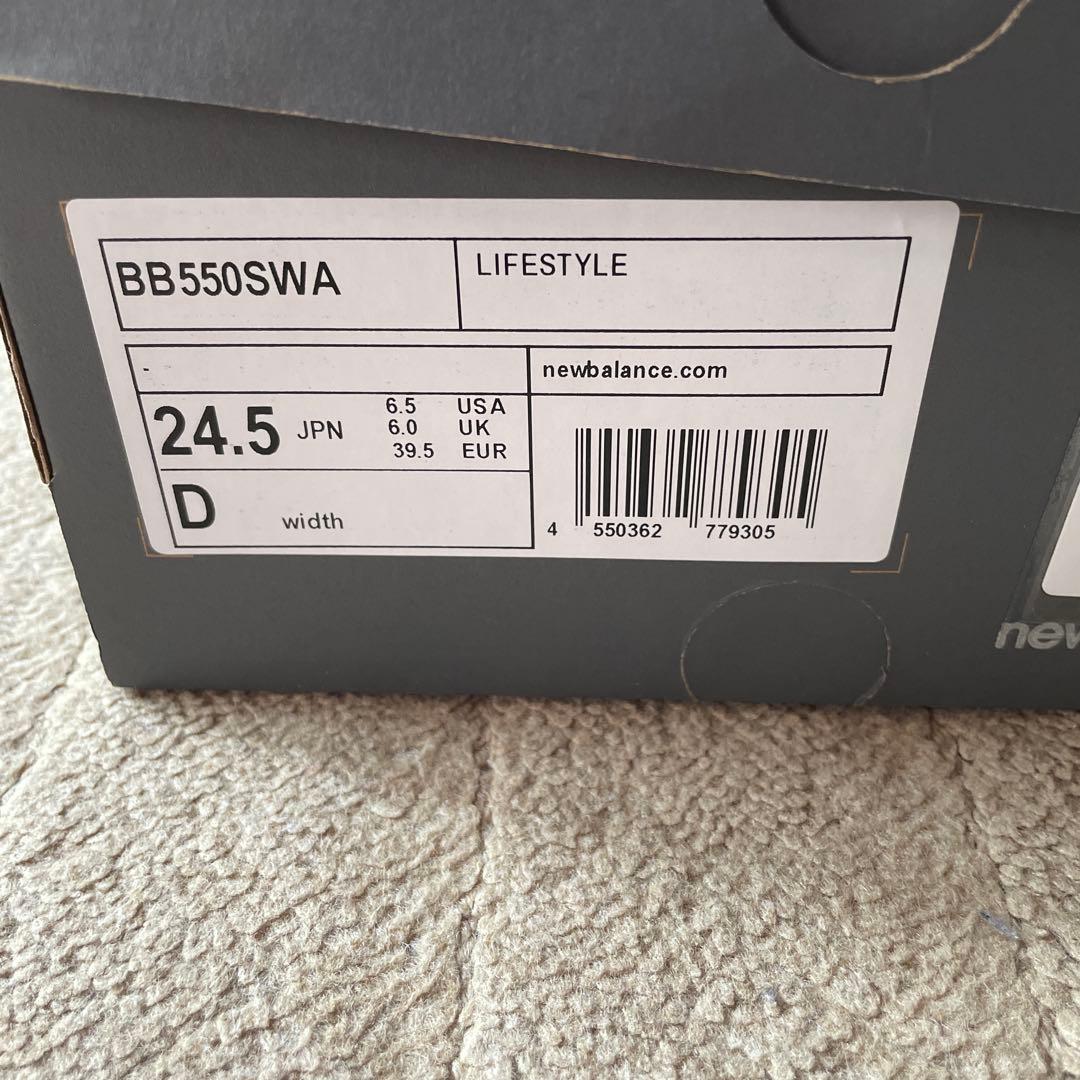 BB550SWA
LIFESTYLE
-
newbalance.com
24.5 JPN
6.5 USA
6.0 UK
39.5 EUR
D width
4 550362 779305
new